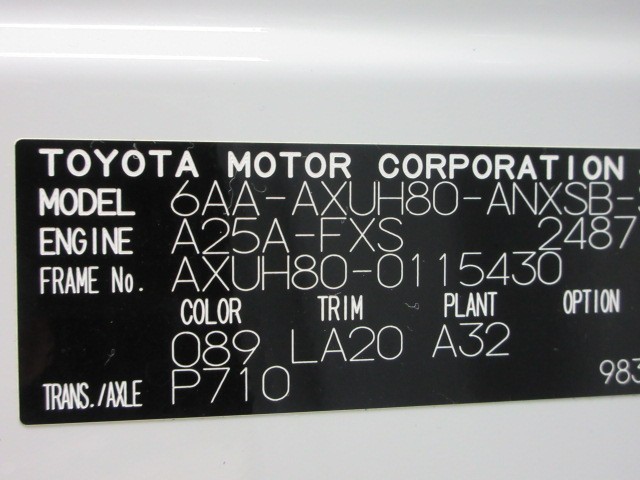 TOYOTA MOTOR CORPORATION
MODEL 6AA-AXUH80-ANXSB-
ENGINE A25A-FXS 2487
FRAME No. AXUH80-0115430
COLOR TRIM PLANT OPTION
089 LA20 A32
TRANS./AXLE P710 983